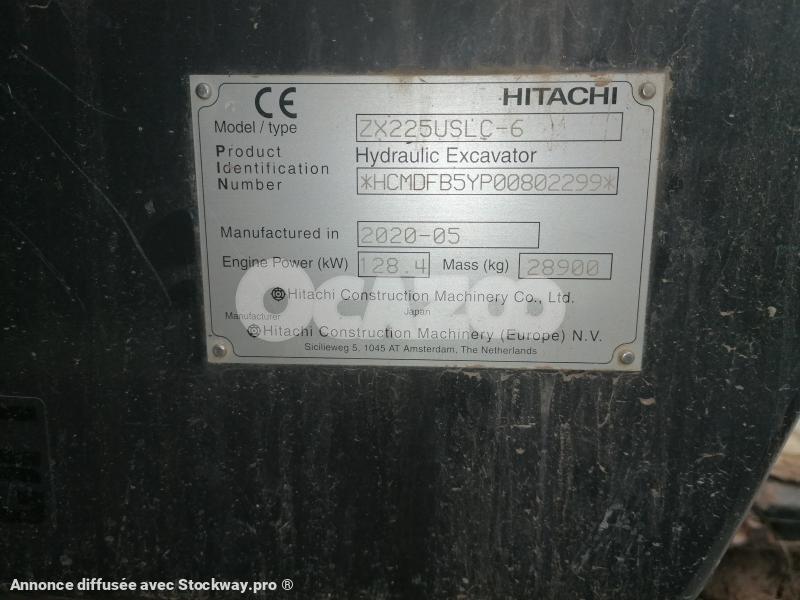 CE HITACHI
Model / type ZX225USLC-6
Product Hydraulic Excavator
Identification
Number *HCMDFB5YP00802299*
Manufactured in 2020-05
Engine Power (kW) 128.4 Mass (kg) 28900
OCAZOO
Hitachi Construction Machinery Co., Ltd.
Japan
Manufacturer
Hitachi Construction Machinery (Europe) N.V.
Sicilieweg 5, 1045 AT Amsterdam, The Netherlands
Annonce diffusée avec Stockway.pro ®